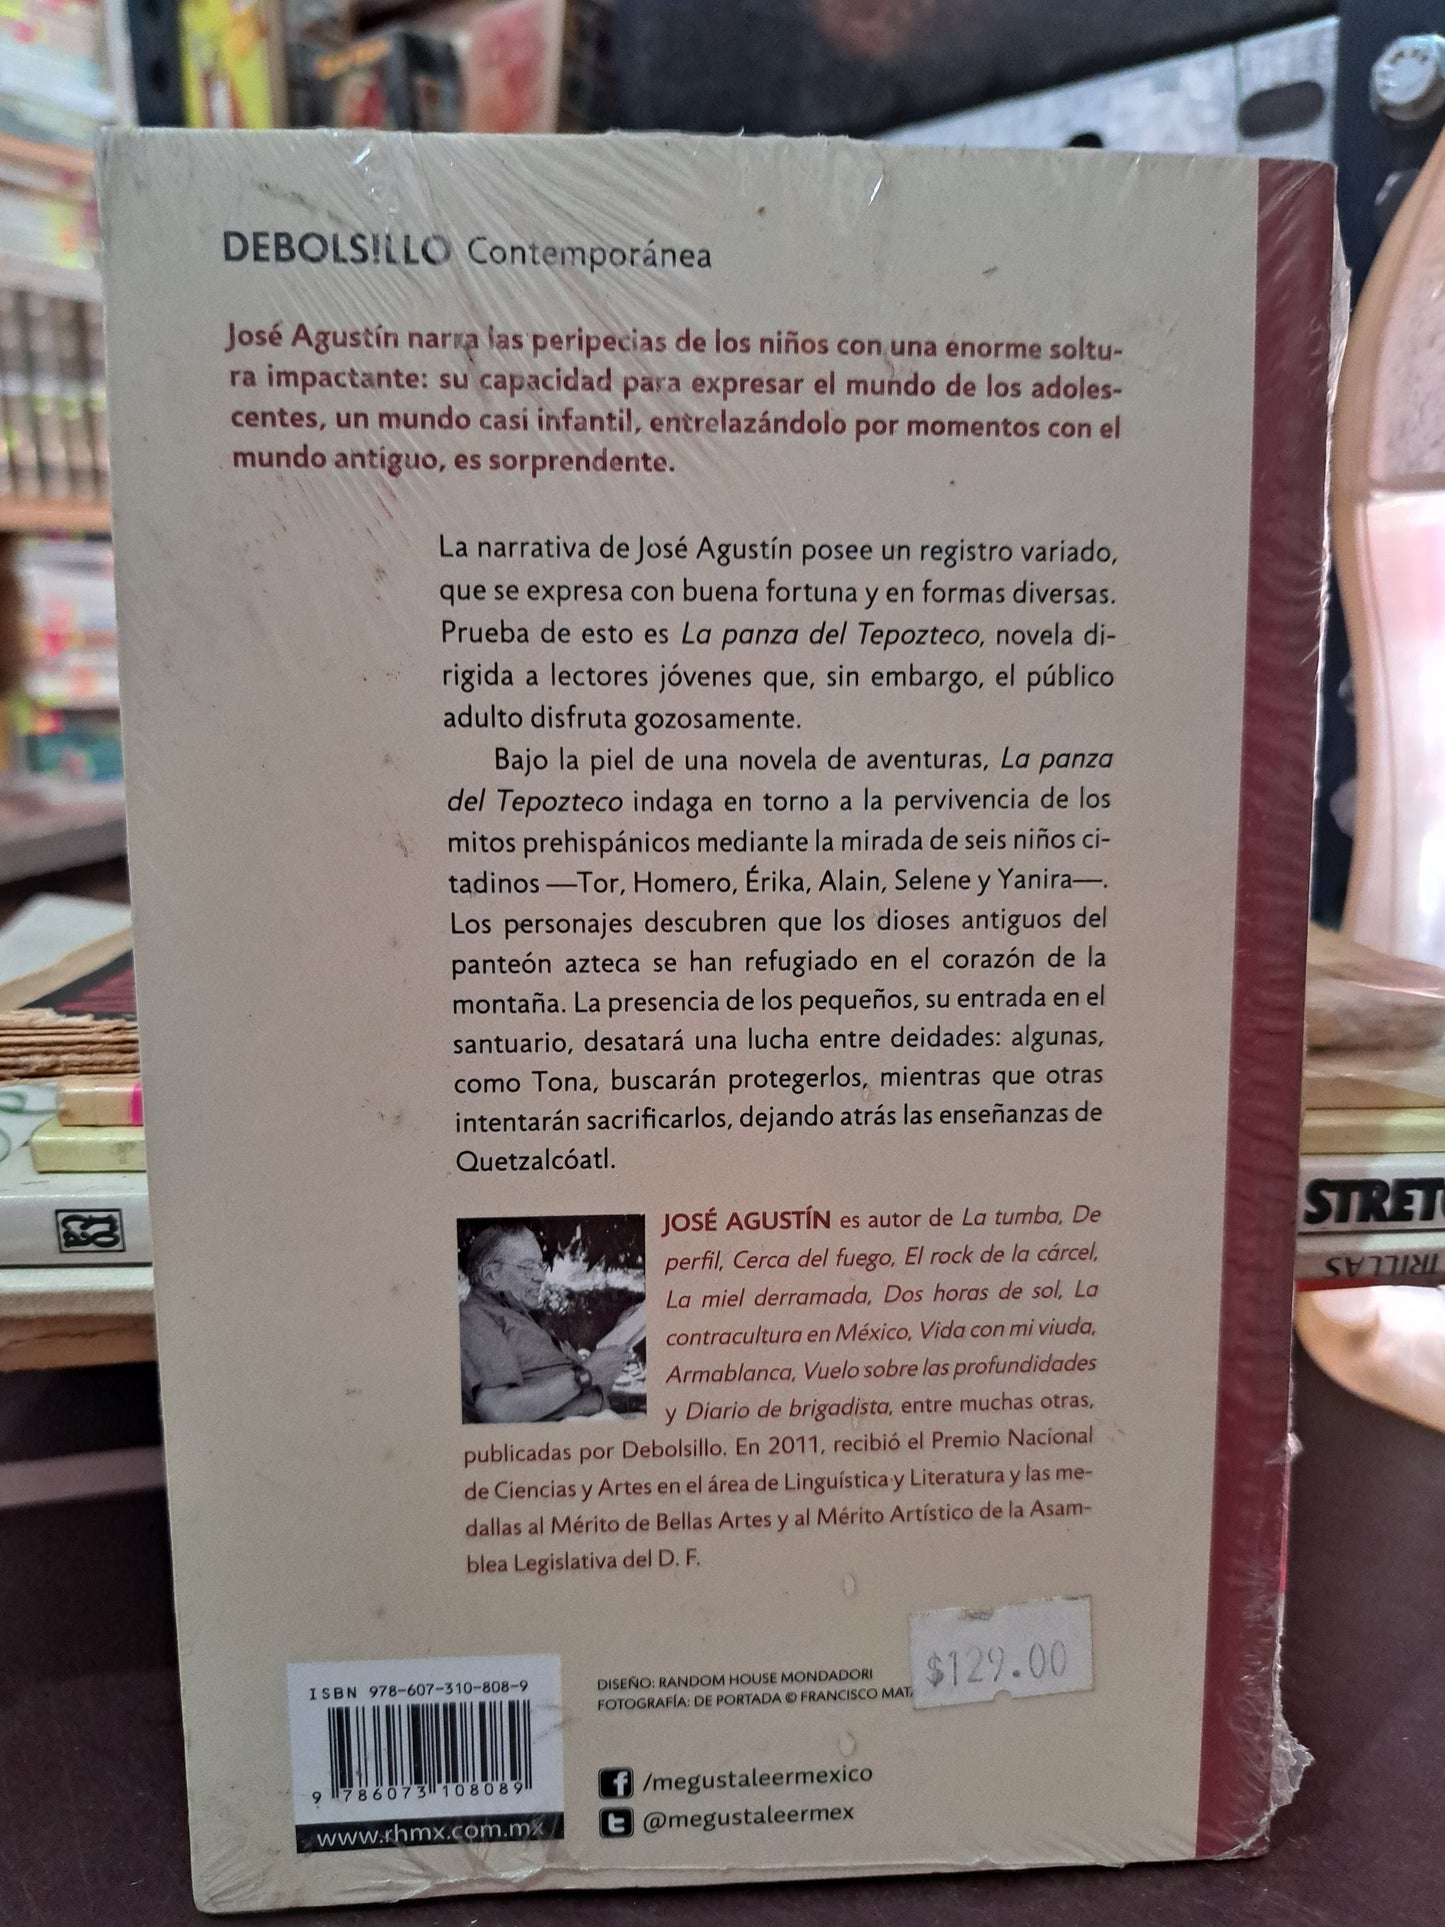 DEBOLS!LLO Contemporánea
José Agustín narra las peripecias de los niños con una enorme soltu-
ra impactante: su capacidad para expresar el mundo de los adoles-
centes, un mundo casi infantil, entrelazándolo por momentos con el
mundo antiguo, es sorprendente.
La narrativa de José Agustín posee un registro variado,
que se expresa con buena fortuna y en formas diversas.
Prueba de esto es La panza del Tepozteco, novela di-
rigida a lectores jóvenes que, sin embargo, el público
adulto disfruta gozosamente.
Bajo la piel de una novela de aventuras, La panza
del Tepozteco indaga en torno a la pervivencia de los
mitos prehispánicos mediante la mirada de seis niños ci-
tadinos —Tor, Homero, Érika, Alain, Selene y Yanira—.
Los personajes descubren que los dioses antiguos del
panteón azteca se han refugiado en el corazón de la
montaña. La presencia de los pequeños, su entrada en el
santuario, desatará una lucha entre deidades: algunas,
como Tona, buscarán protegerlos, mientras que otras
intentarán sacrificarlos, dejando atrás las enseñanzas de
Quetzalcóatl.
JOSÉ AGUSTÍN es autor de La tumba, De
perfil, Cerca del fuego, El rock de la cárcel,
La miel derramada, Dos horas de sol, La
contracultura en México, Vida con mi viuda,
Armablanca, Vuelo sobre las profundidades
y Diario de brigadista, entre muchas otras,
publicadas por Debolsillo. En 2011, recibió el Premio Nacional
de Ciencias y Artes en el área de Lingüística y Literatura y las me-
dallas al Mérito de Bellas Artes y al Mérito Artístico de la Asam-
blea Legislativa del D. F.
$129.00
ISBN 978-607-310-808-9
9 786073 108089
www.rhmx.com.mx
DISEÑO: RANDOM HOUSE MONDADORI
FOTOGRAFÍA: DE PORTADA © FRANCISCO MATA
/megustaleermexico
@megustaleermex
STRET
TRILLAS